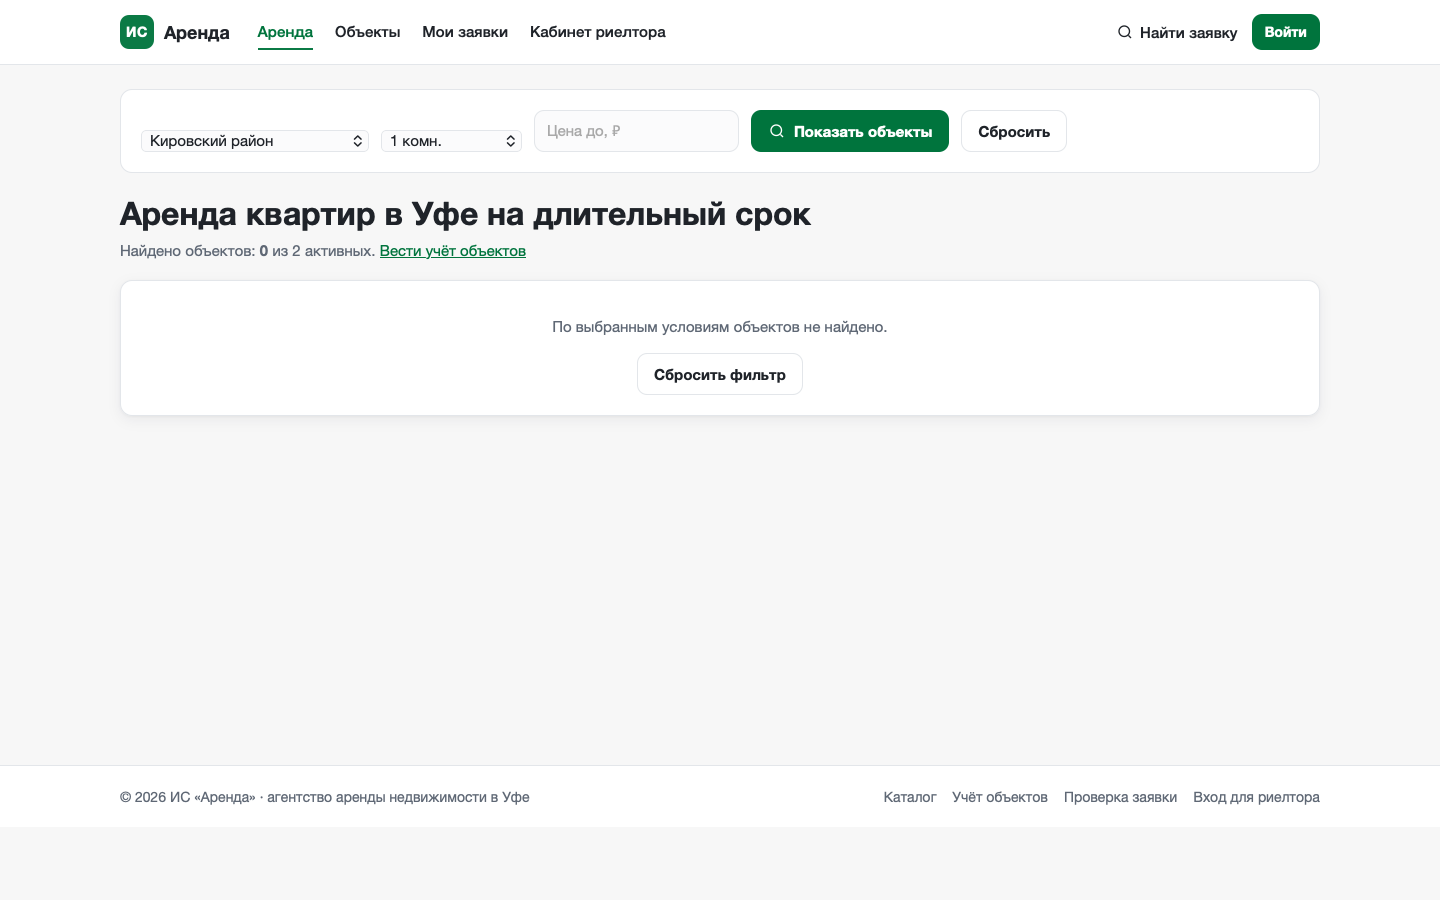 ИС Аренда Аренда Объекты Мои заявки Кабинет риелтора Найти заявку Войти
Кировский район 1 комн. Цена до, ₽ Показать объекты Сбросить
Аренда квартир в Уфе на длительный срок
Найдено объектов: 0 из 2 активных. Вести учёт объектов
По выбранным условиям объектов не найдено.
Сбросить фильтр
© 2026 ИС «Аренда» · агентство аренды недвижимости в Уфе Каталог Учёт объектов Проверка заявки Вход для риелтора